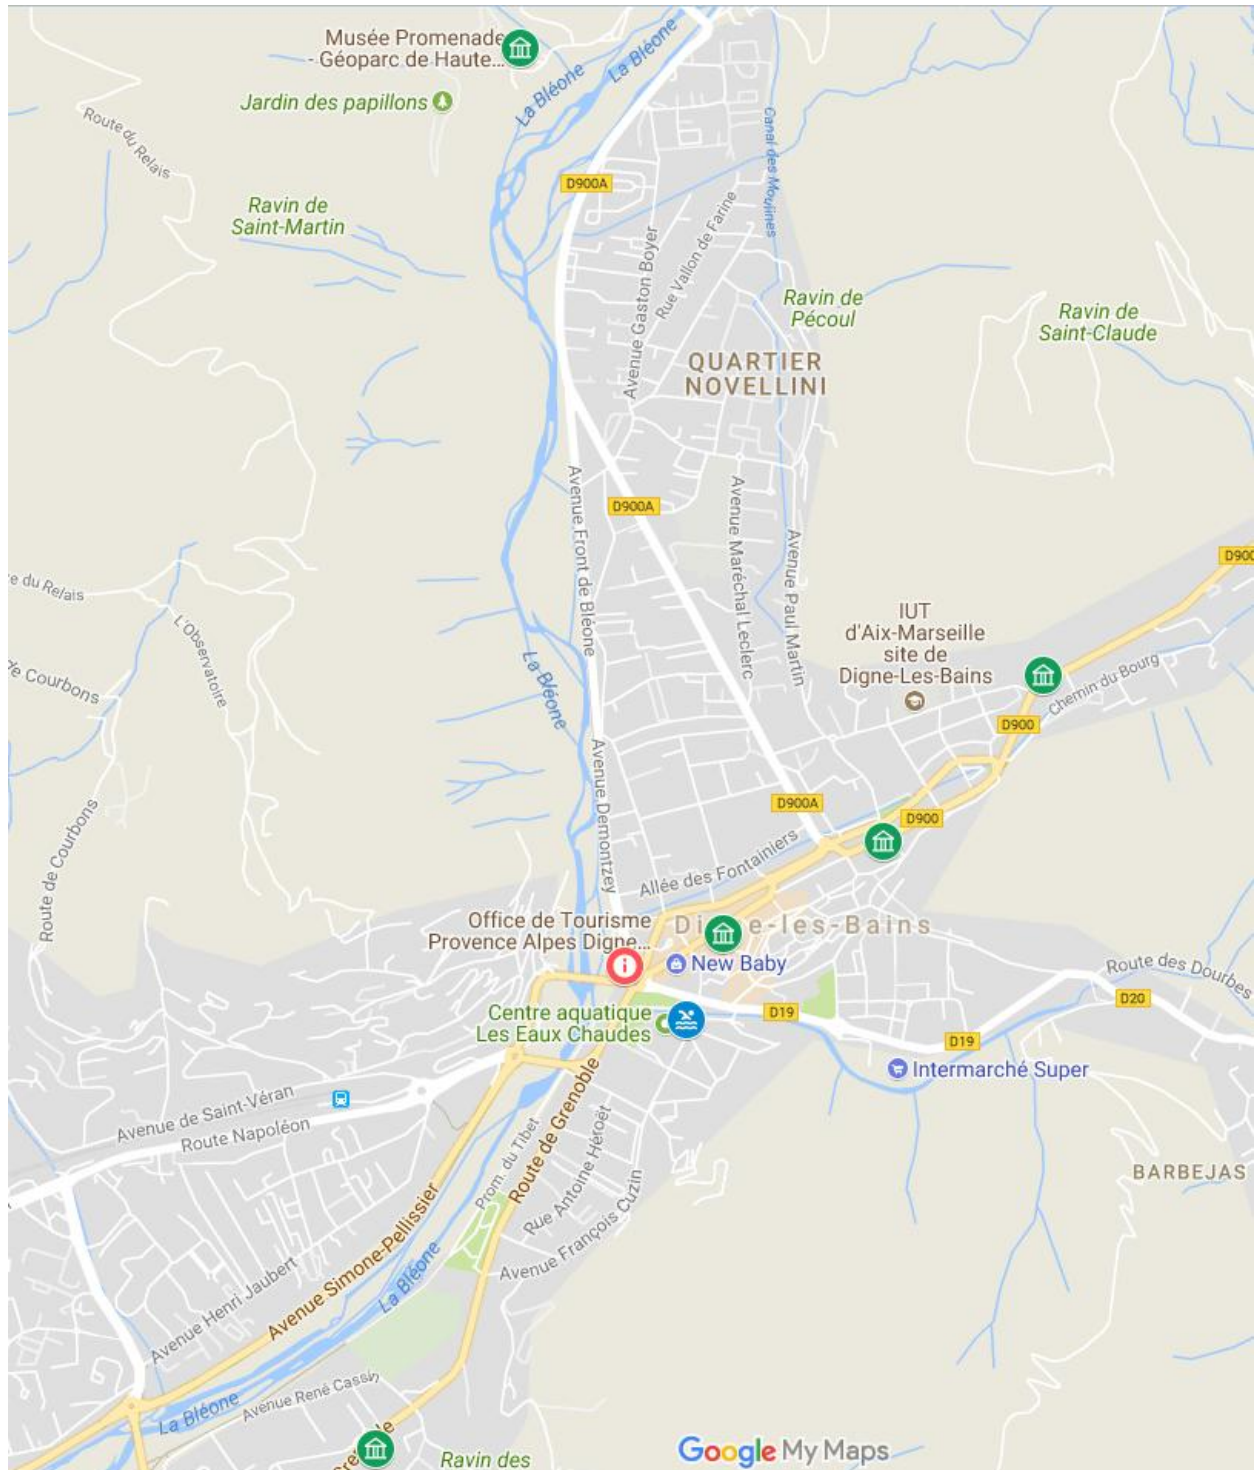 Musée Promenade
- Géoparc de Haute...
La Bléone
La Bléone
Jardin des papillons
Route du Relais
Canal des Moulines
D900A
Ravin de
Saint-Martin
Rue Vallon de Farine
Avenue Gaston Boyer
Ravin de
Pécoul
Ravin de
Saint-Claude
QUARTIER
NOVELLINI
Avenue Front de Bléone
D900A
Avenue Maréchal Leclerc
Avenue Paul Martin
D900
e du Relais
L'Observatoire
IUT
d'Aix-Marseille
site de
Digne-Les-Bains
de Courbons
La Bléone
Chemin du Bourg
D900
Avenue Demontzey
Route de Courbons
D900A
D900
Allée des Fontainiers
Office de Tourisme
Provence Alpes Digne...
Di e-les-Bains
New Baby
Route des Dourbes
D20
Centre aquatique
Les Eaux Chaudes
D19
D19
Intermarché Super
Avenue de Saint-Véran
Route Napoléon
Route de Grenoble
Prom. du Tibet
Rue Antoine Héroët
Avenue François Cuzin
BARBEJAS
Avenue Simone-Pellissier
Avenue Henri Jaubert
La Bléone
La Bléone
Avenue René Cassin
Ravin des
Google My Maps